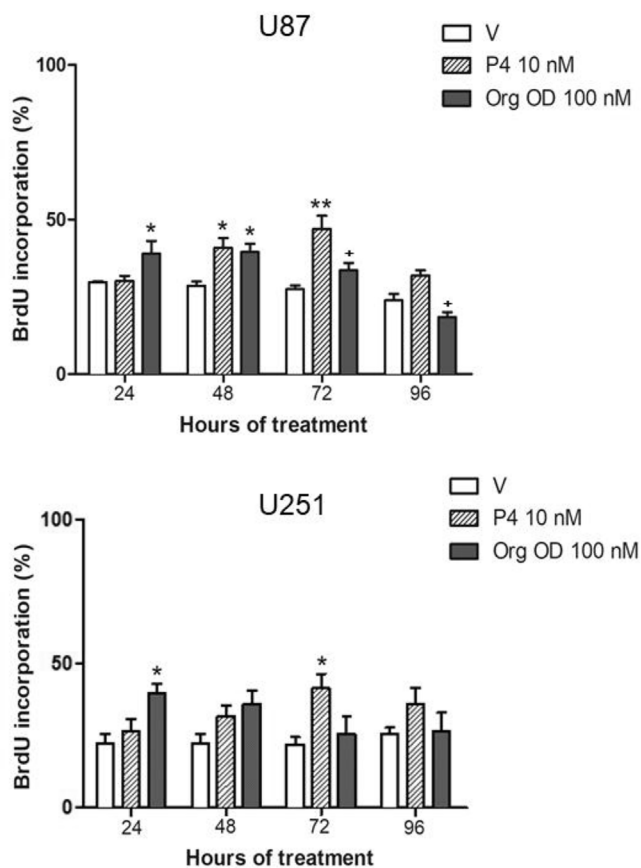 U87
V
P4 10 nM
Org OD 100 nM
100
50
0
BrdU incorporation (%)
* * * ** + +
24 48 72 96
Hours of treatment
U251
V
P4 10 nM
Org OD 100 nM
100
50
0
BrdU incorporation (%)
* *
24 48 72 96
Hours of treatment